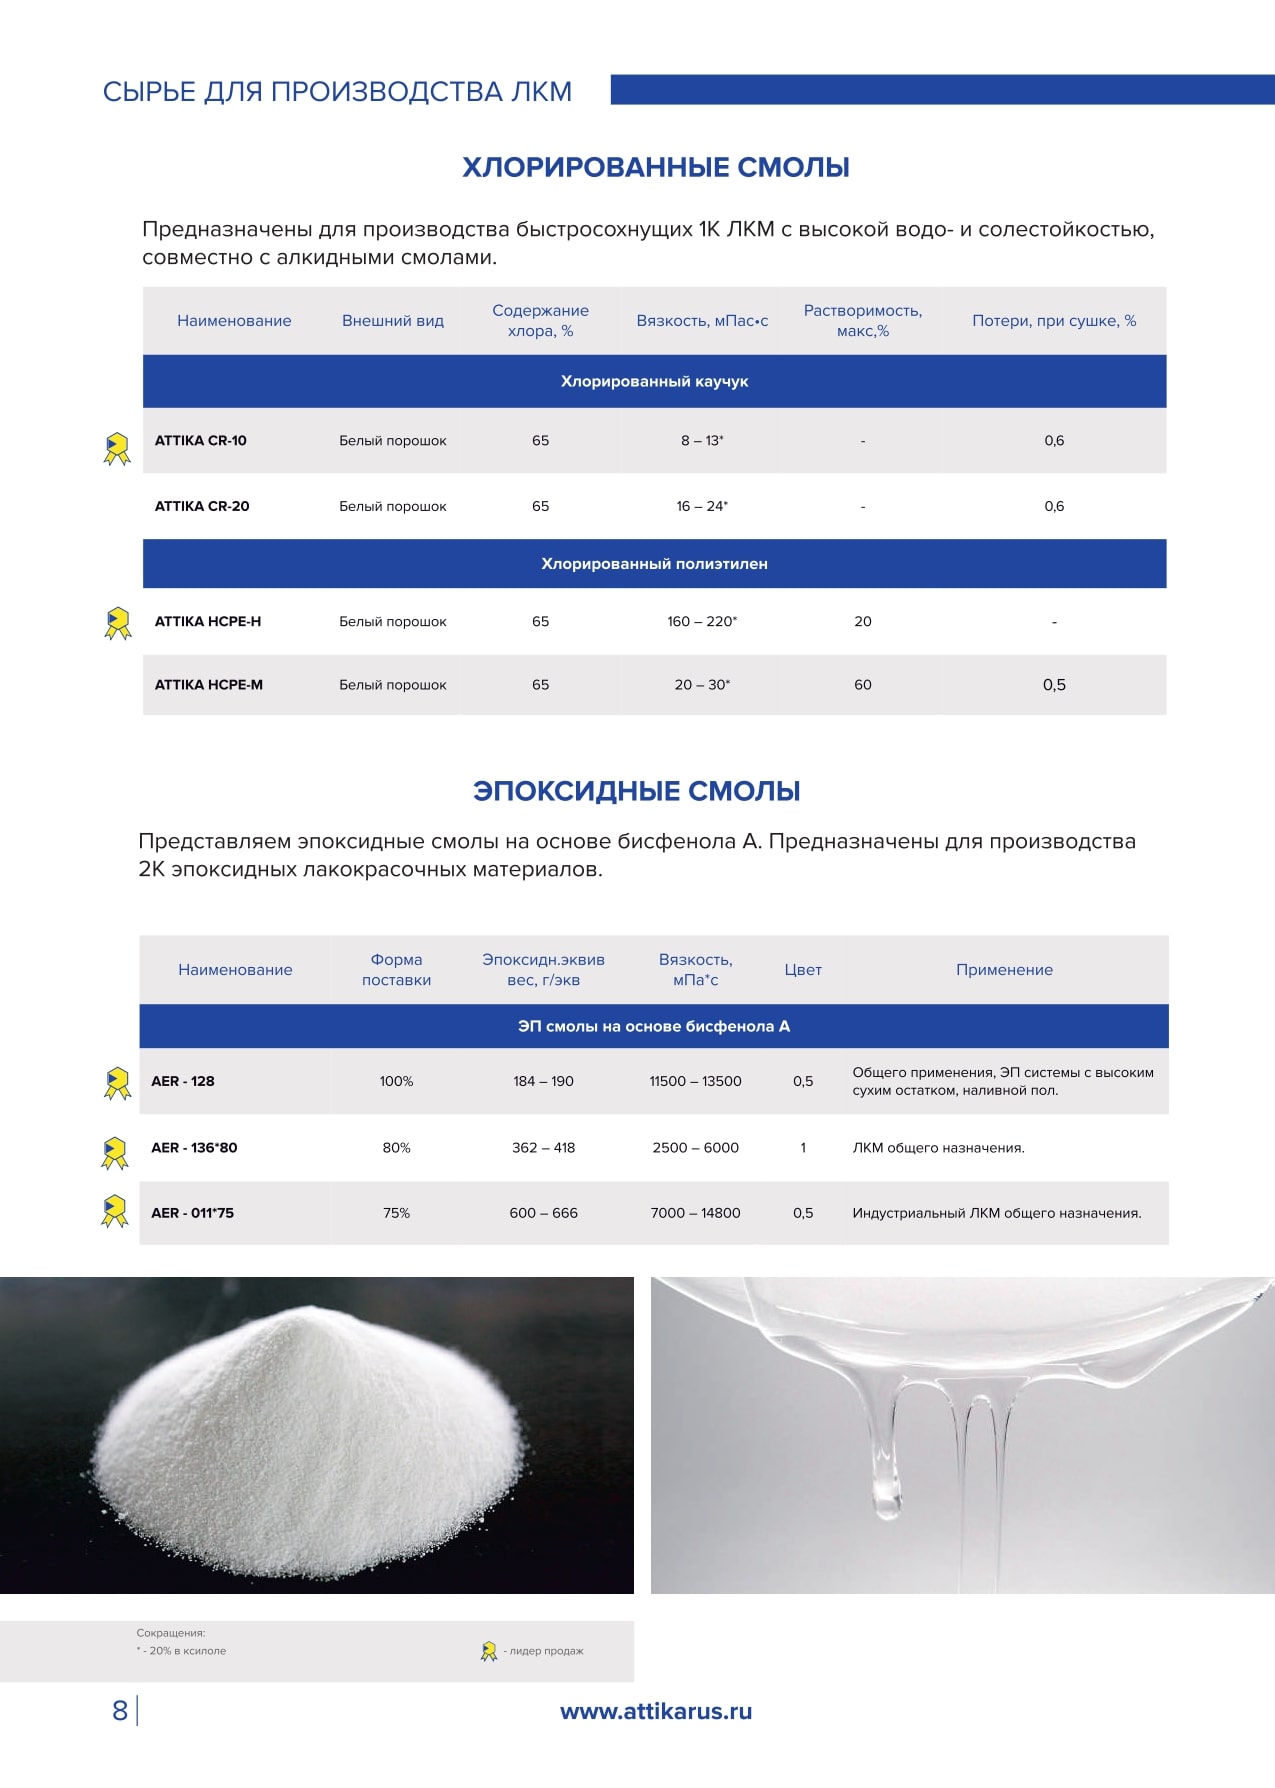 СЫРЬЕ ДЛЯ ПРОИЗВОДСТВА ЛКМ
ХЛОРИРОВАННЫЕ СМОЛЫ
Предназначены для производства быстросохнущих 1К ЛКМ с высокой водо- и солестойкостью,
совместно с алкидными смолами.
Наименование Внешний вид Содержание хлора, % Вязкость, мПас•с Растворимость, макс,% Потери, при сушке, %
Хлорированный каучук
ATTIKA CR-10 Белый порошок 65 8 – 13* - 0,6
ATTIKA CR-20 Белый порошок 65 16 – 24* - 0,6
Хлорированный полиэтилен
ATTIKA HCPE-H Белый порошок 65 160 – 220* 20 -
ATTIKA HCPE-M Белый порошок 65 20 – 30* 60 0,5
ЭПОКСИДНЫЕ СМОЛЫ
Представляем эпоксидные смолы на основе бисфенола А. Предназначены для производства
2К эпоксидных лакокрасочных материалов.
Наименование Форма поставки Эпоксидн.эквив вес, г/экв Вязкость, мПа*с Цвет Применение
ЭП смолы на основе бисфенола А
AER - 128 100% 184 – 190 11500 – 13500 0,5 Общего применения, ЭП системы с высоким
сухим остатком, наливной пол.
AER - 136*80 80% 362 – 418 2500 – 6000 1 ЛКМ общего назначения.
AER - 011*75 75% 600 – 666 7000 – 14800 0,5 Индустриальный ЛКМ общего назначения.
Сокращения:
* - 20% в ксилоле - лидер продаж
8 www.attikarus.ru